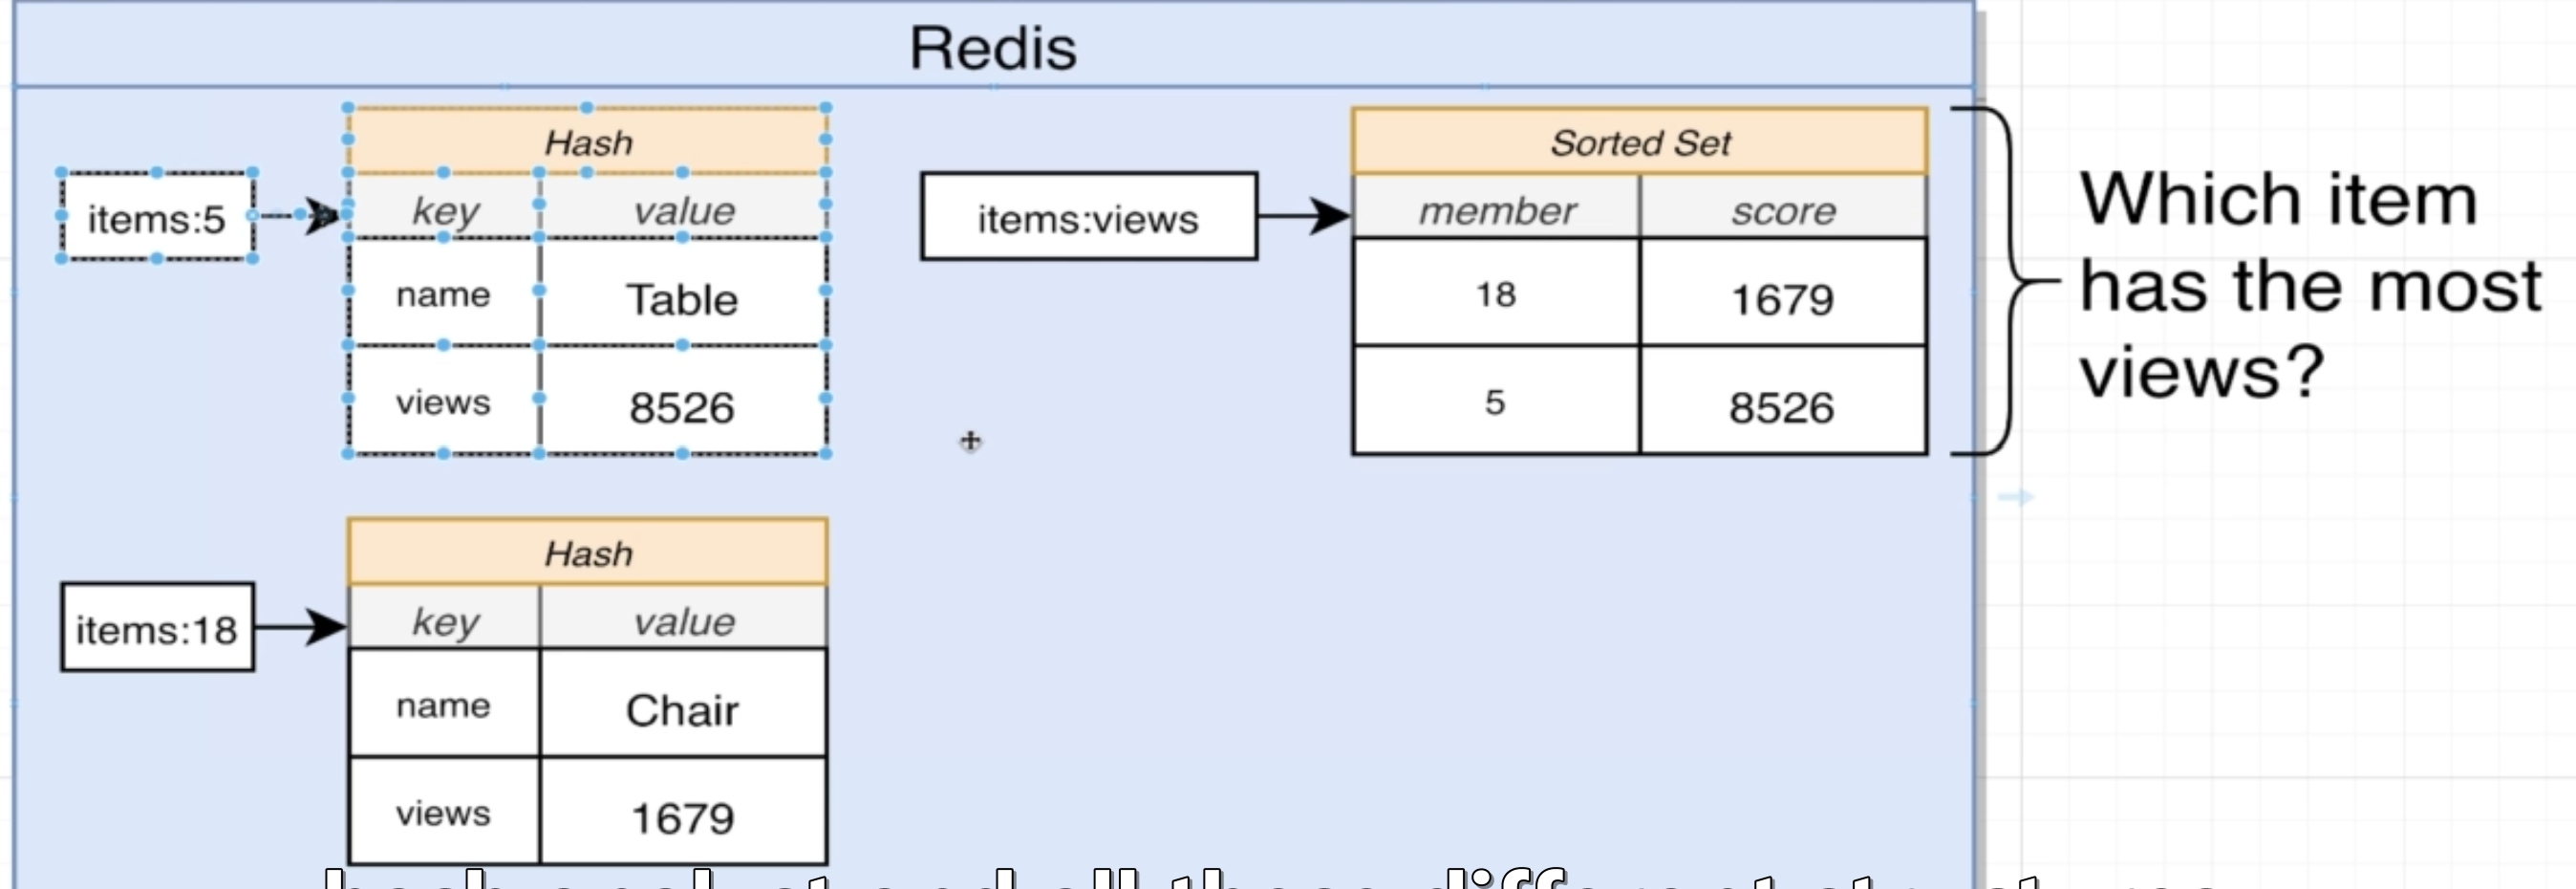 Redis
Hash
items:5
key value
name Table
views 8526
items:views
Sorted Set
member score
18 1679
5 8526
Which item
has the most
views?
Hash
items:18
key value
name Chair
views 1679